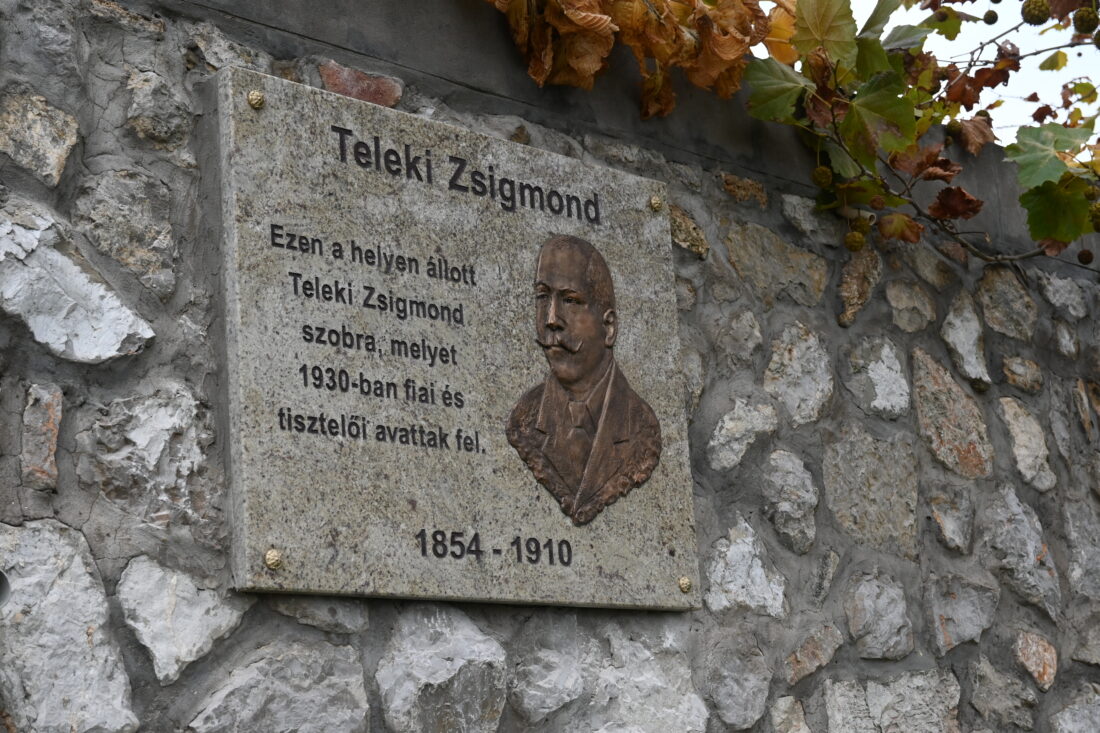 Teleki Zsigmond
Ezen a helyen állott
Teleki Zsigmond
szobra, melyet
1930-ban fiai és
tisztelői avattak fel.
1854 - 1910